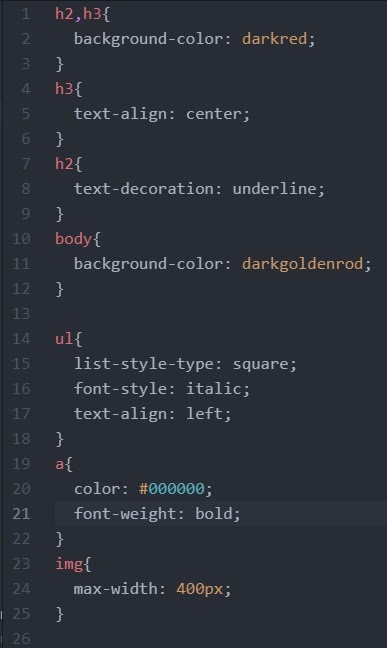 1 h2,h3{
2 background-color: darkred;
3 }
4 h3{
5 text-align: center;
6 }
7 h2{
8 text-decoration: underline;
9 }
10 body{
11 background-color: darkgoldenrod;
12 }
13
14 ul{
15 list-style-type: square;
16 font-style: italic;
17 text-align: left;
18 }
19 a{
20 color: #000000;
21 font-weight: bold;
22 }
23 img{
24 max-width: 400px;
25 }
26